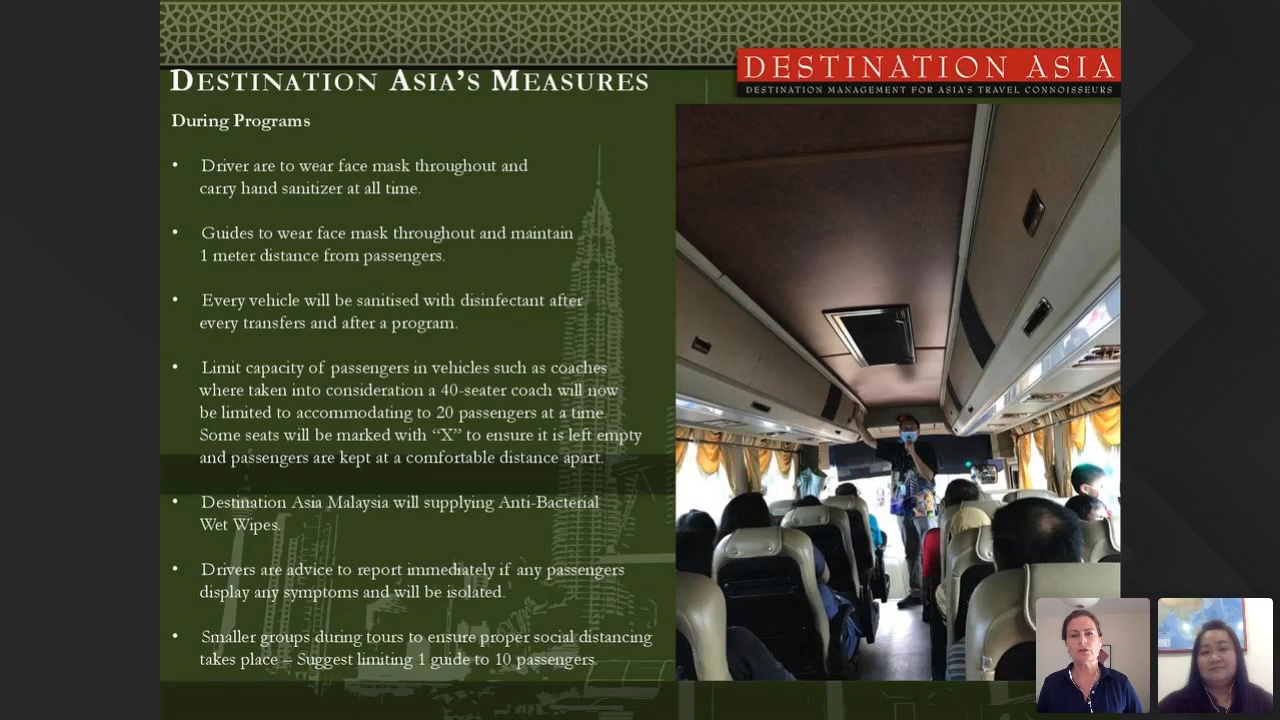 DESTINATION ASIA'S MEASURES
DESTINATION ASIA
DESTINATION MANAGEMENT FOR ASIA'S TRAVEL CONNOISSEURS
During Programs
• Driver are to wear face mask throughout and
carry hand sanitizer at all time.
• Guides to wear face mask throughout and maintain
1 meter distance from passengers.
• Every vehicle will be sanitised with disinfectant after
every transfers and after a program.
• Limit capacity of passengers in vehicles such as coaches
where taken into consideration a 40-seater coach will now
be limited to accommodating to 20 passengers at a time.
Some seats will be marked with “X” to ensure it is left empty
and passengers are kept at a comfortable distance apart.
• Destination Asia Malaysia will supplying Anti-Bacterial
Wet Wipes.
• Drivers are advice to report immediately if any passengers
display any symptoms and will be isolated.
• Smaller groups during tours to ensure proper social distancing
takes place – Suggest limiting 1 guide to 10 passengers.